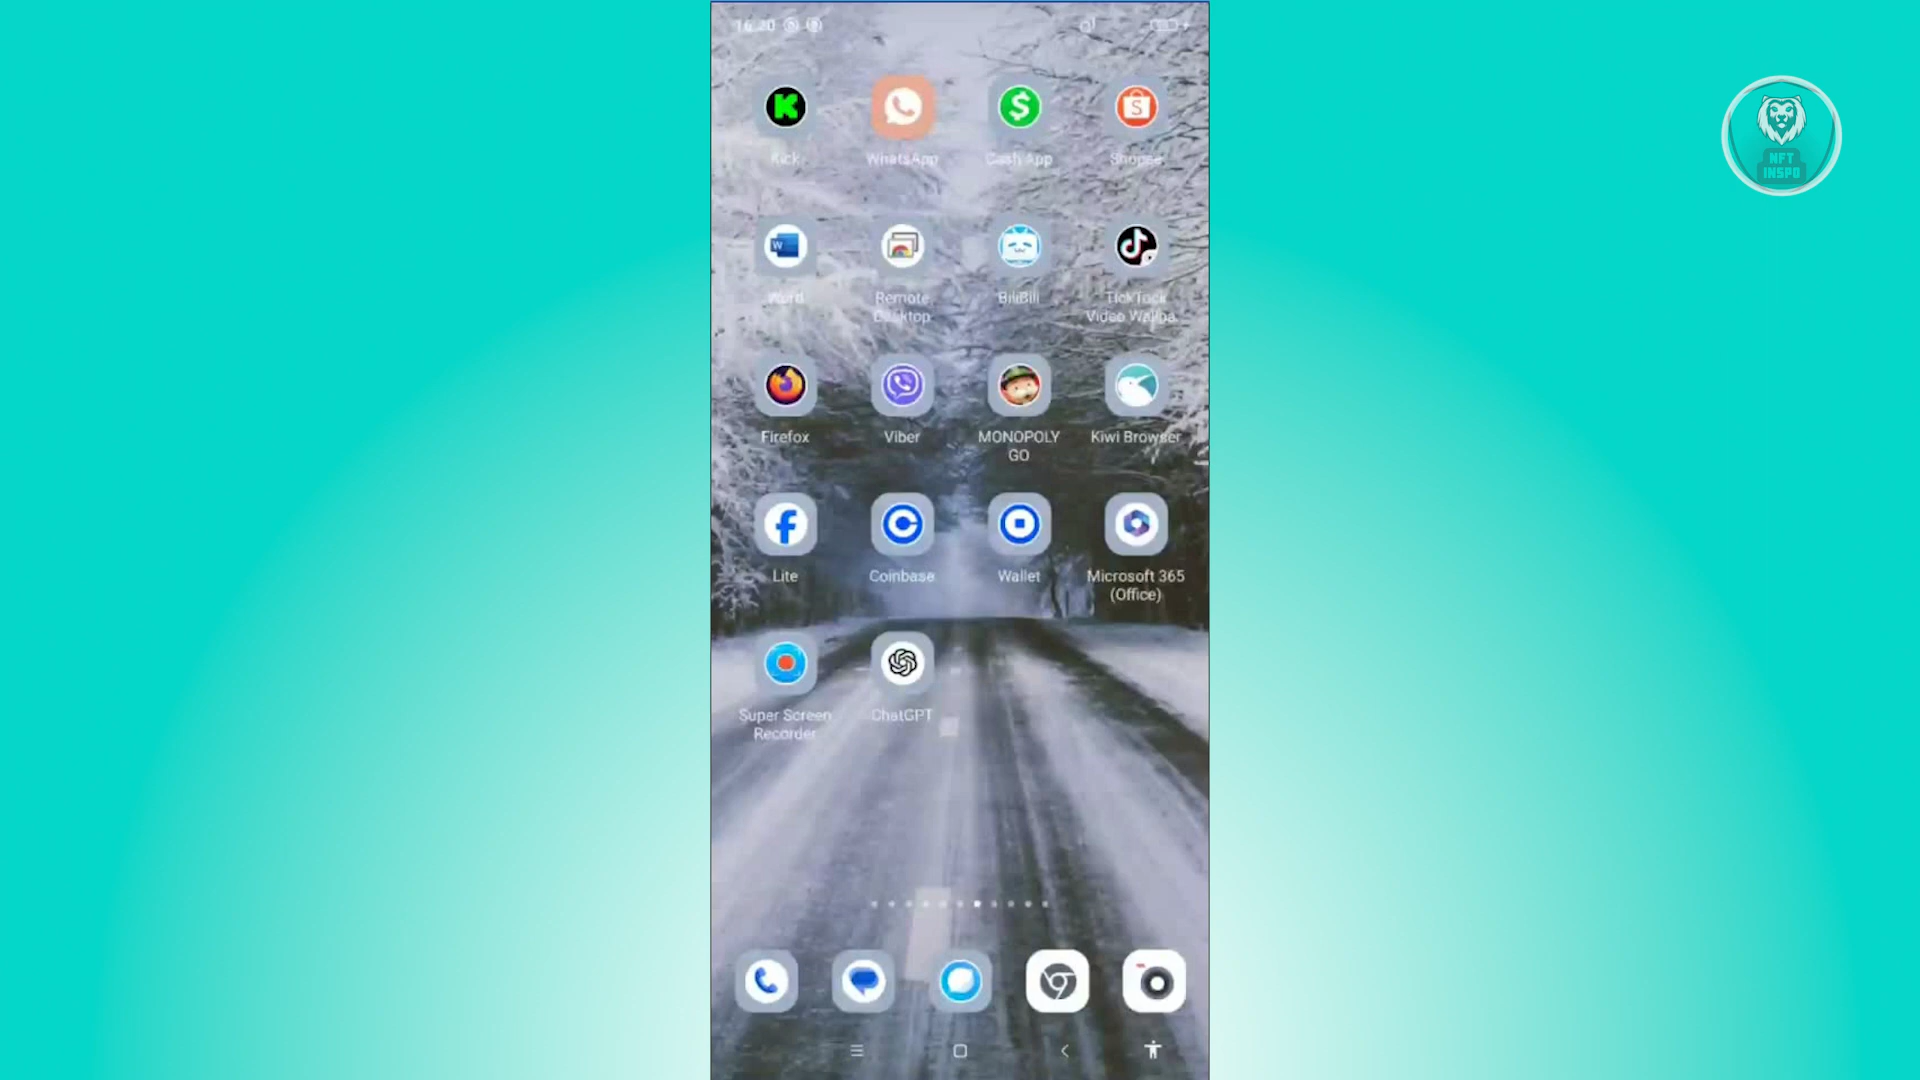 16.20
NFT
INSPO
Kick
WhatsApp
Cash App
Shopee
Word
Remote
Desktop
BiliBili
TickTock
Video Wallpa..
Firefox
Viber
MONOPOLY
GO
Kiwi Browser
Lite
Coinbase
Wallet
Microsoft 365
(Office)
Super Screen
Recorder
ChatGPT